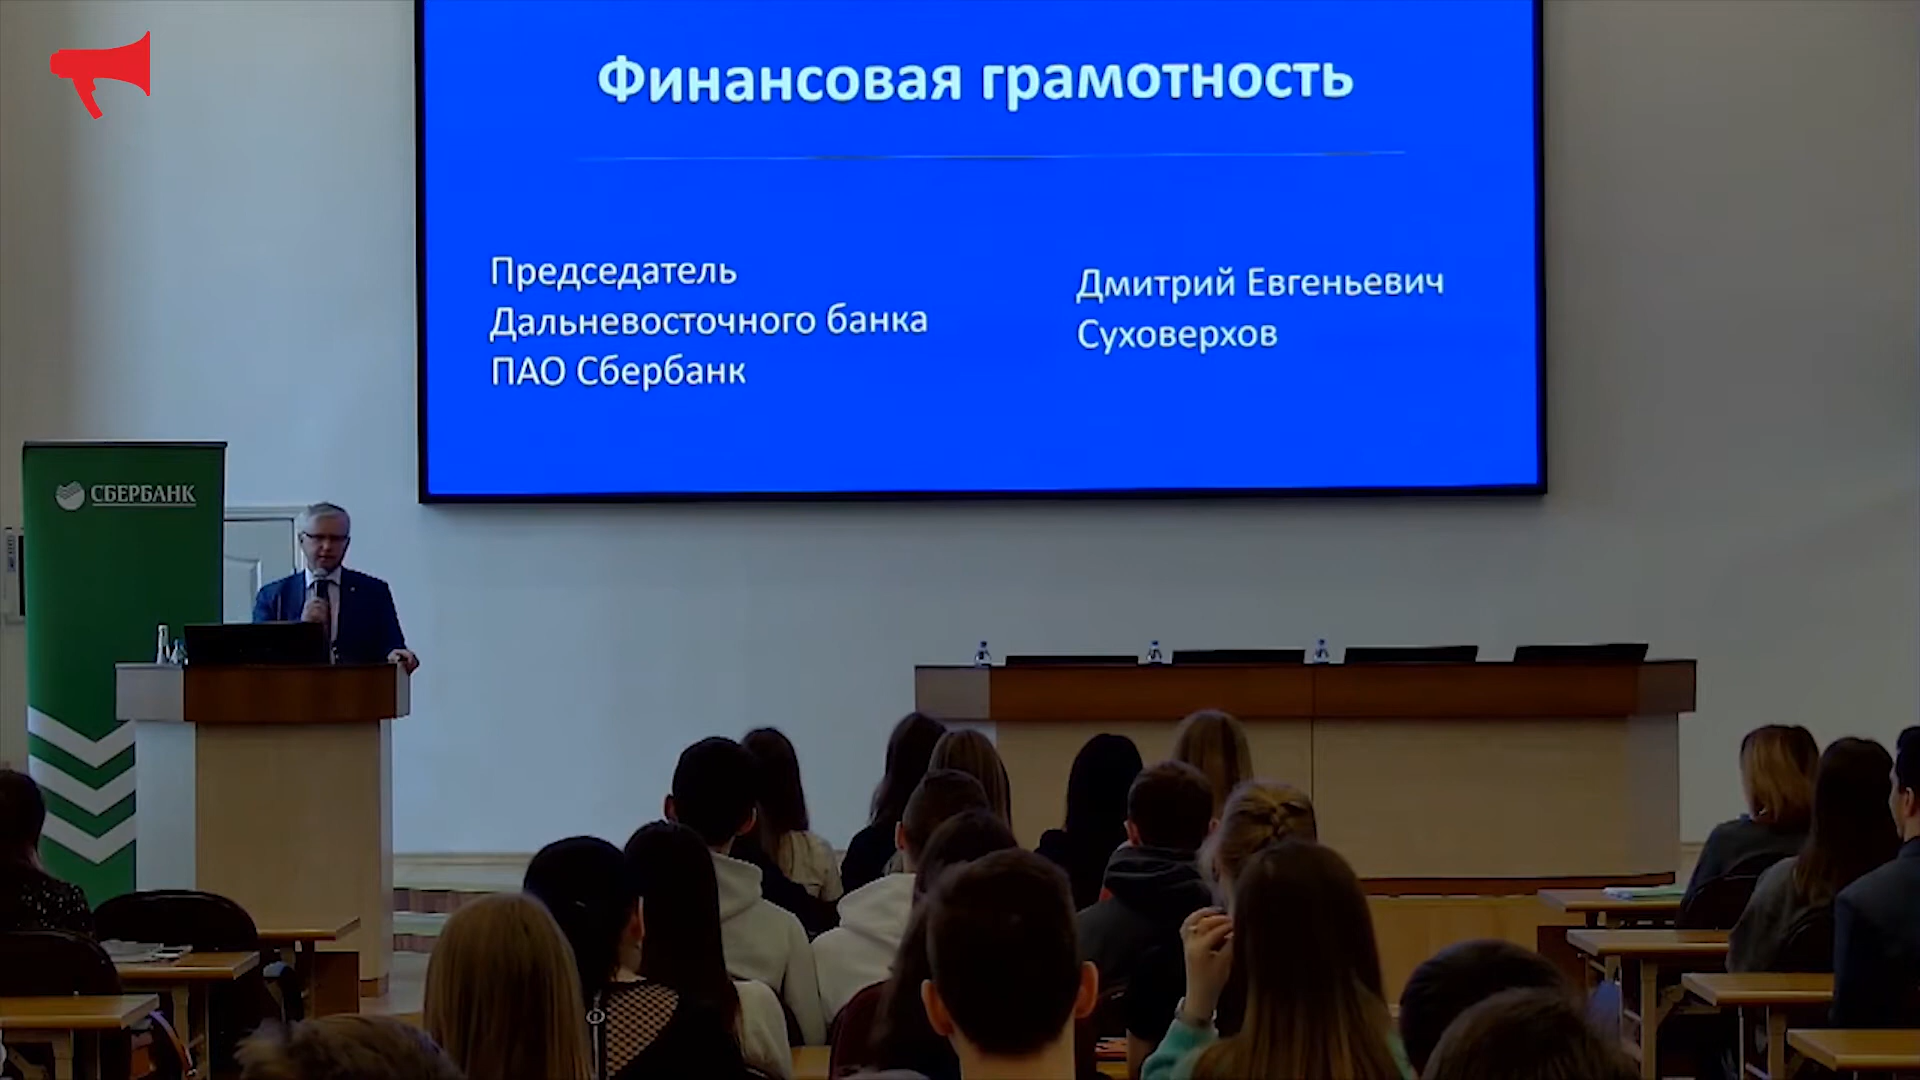 Финансовая грамотность
Председатель
Дальневосточного банка
ПАО Сбербанк
Дмитрий Евгеньевич
Суховерхов
СБЕРБАНК